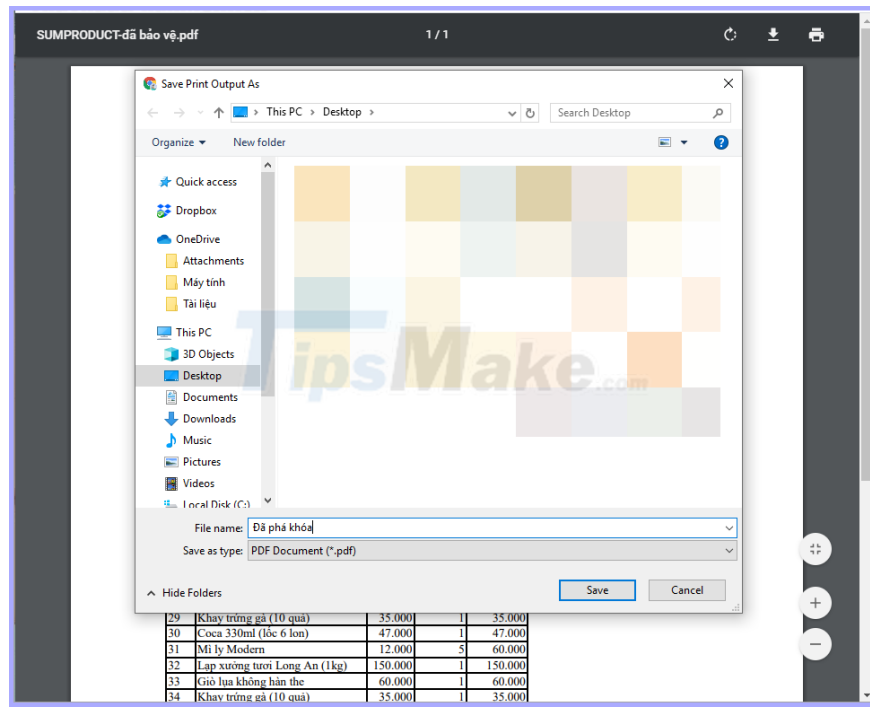 SUMPRODUCT-đã bảo vệ.pdf 1 / 1
Save Print Output As
This PC > Desktop > Search Desktop
Organize New folder
Quick access
Dropbox
OneDrive
Attachments
Máy tính
Tài liệu
This PC
3D Objects
Desktop
Documents
Downloads
Music
Pictures
Videos
Local Disk (C:)
TipsMake.com
File name: Đã phá khóa
Save as type: PDF Document (*.pdf)
Hide Folders Save Cancel
29 Khay trứng gà (10 quả) 35.000 1 35.000
30 Coca 330ml (lốc 6 lon) 47.000 1 47.000
31 Mì ly Modern 12.000 5 60.000
32 Lạp xưởng tươi Long An (1kg) 150.000 1 150.000
33 Giò lụa không hàn the 60.000 1 60.000
34 Khay trứng gà (10 quả) 35.000 1 35.000